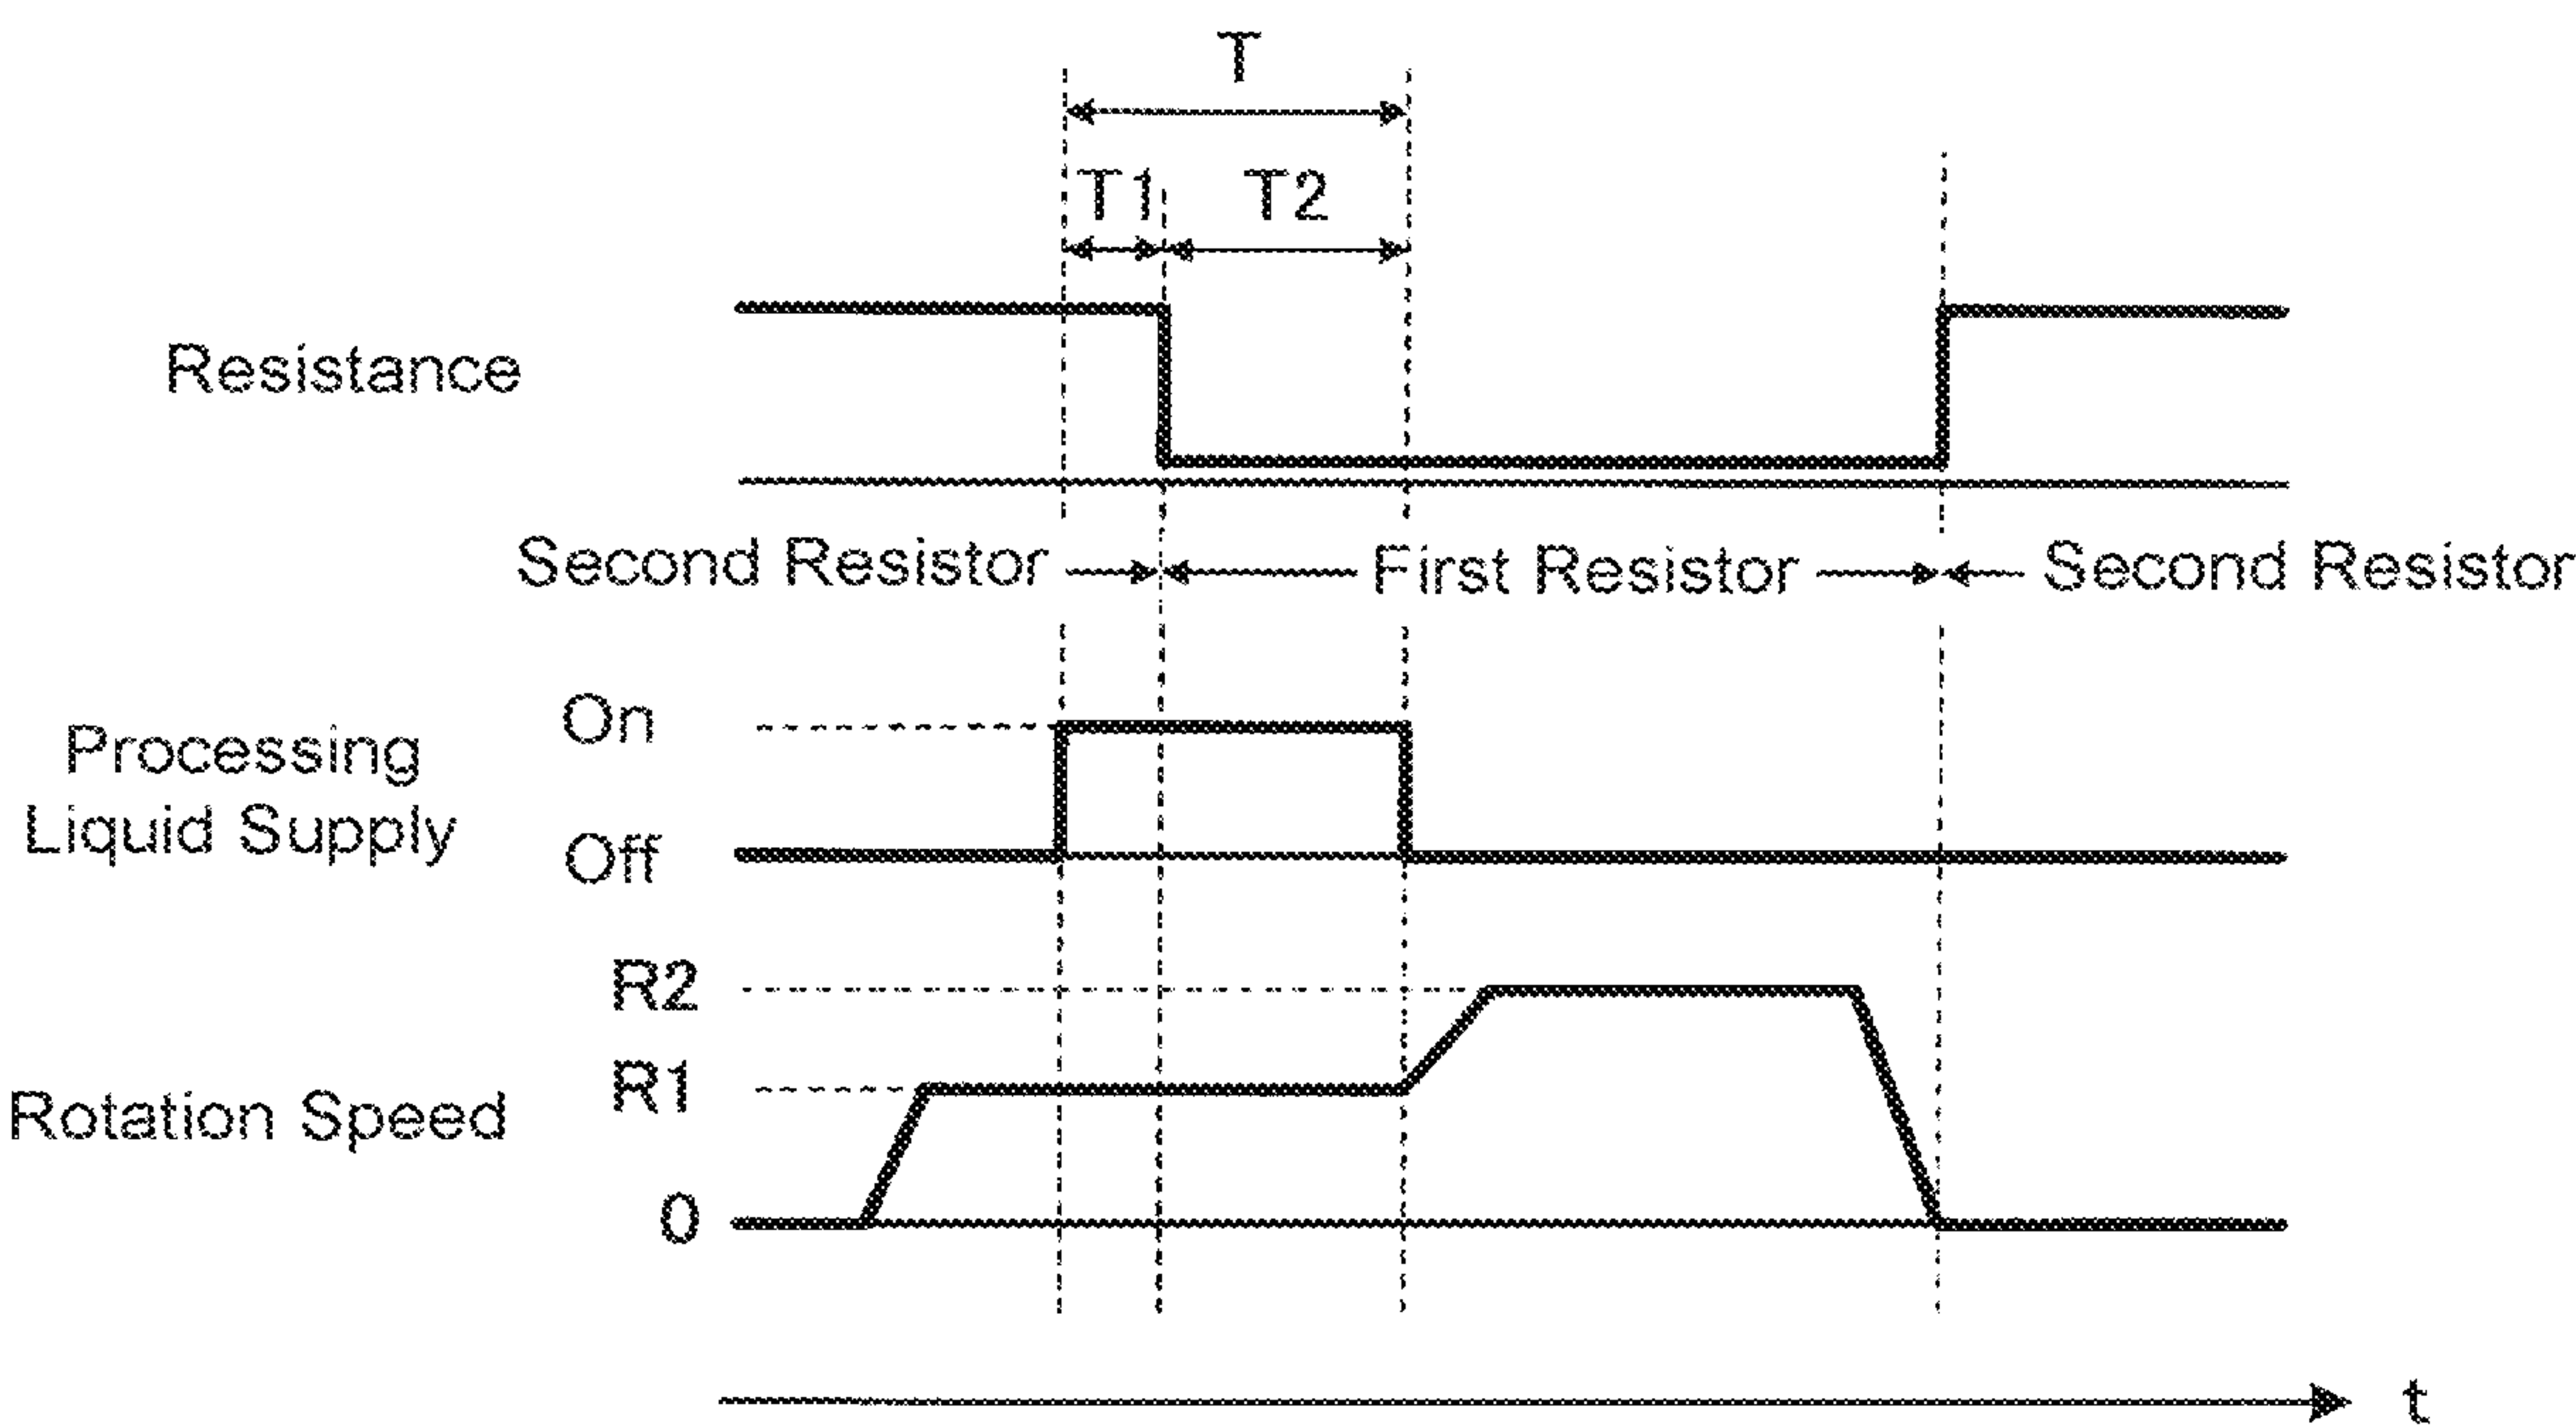 T
T1 T2
Resistance
Second Resistor First Resistor Second Resistor
On
Processing
Liquid Supply
Off
R2
R1
Rotation Speed
0
t